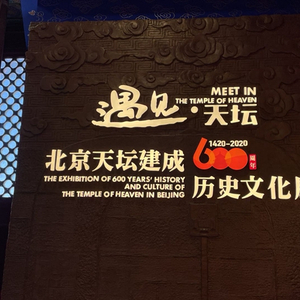 MEET IN
THE TEMPLE OF HEAVEN
遇见·天坛
1420-2020
北京天坛建成 600 周年
THE EXHIBITION OF 600 YEARS' HISTORY
AND CULTURE OF
THE TEMPLE OF HEAVEN IN BEIJING
历史文化